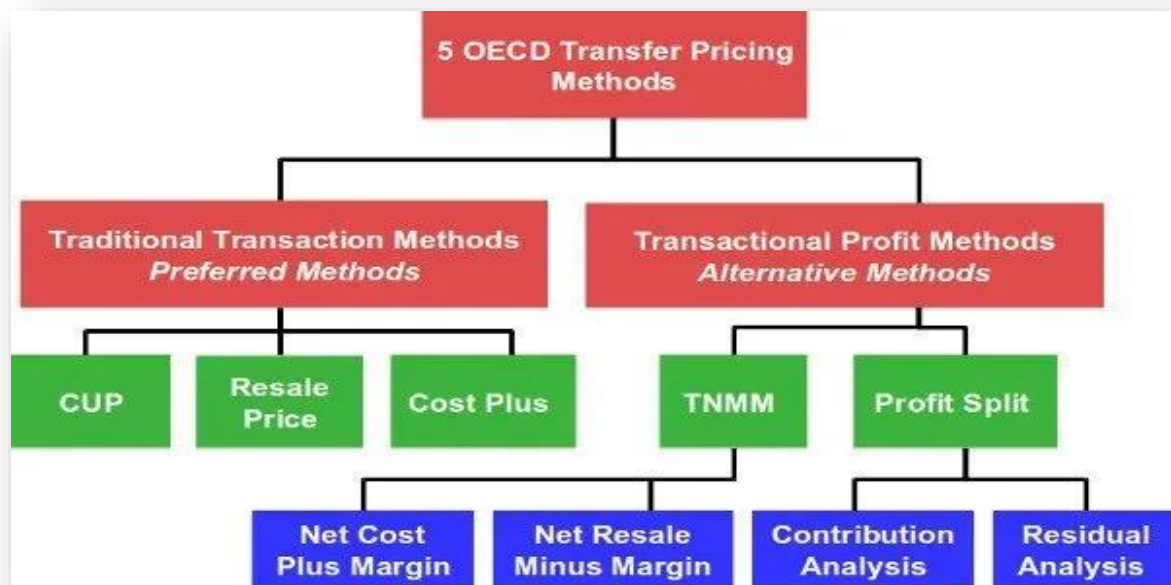 5 OECD Transfer Pricing
Methods
Traditional Transaction Methods
Preferred Methods
Transactional Profit Methods
Alternative Methods
CUP
Resale
Price
Cost Plus
TNMM
Profit Split
Net Cost
Plus Margin
Net Resale
Minus Margin
Contribution
Analysis
Residual
Analysis